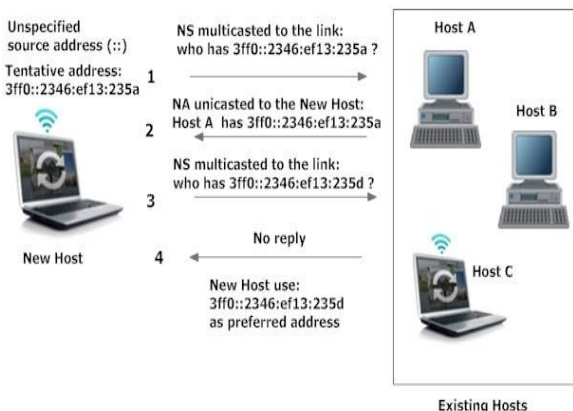 Unspecified
source address (::)
Tentative address:
3ff0::2346:ef13:235a
NS multicasted to the link:
who has 3ff0::2346:ef13:235a ?
1
NA unicasted to the New Host:
Host A has 3ff0::2346:ef13:235a
2
NS multicasted to the link:
who has 3ff0::2346:ef13:235d ?
3
New Host
4
No reply
New Host use:
3ff0::2346:ef13:235d
as preferred address
Host A
Host B
Host C
Existing Hosts